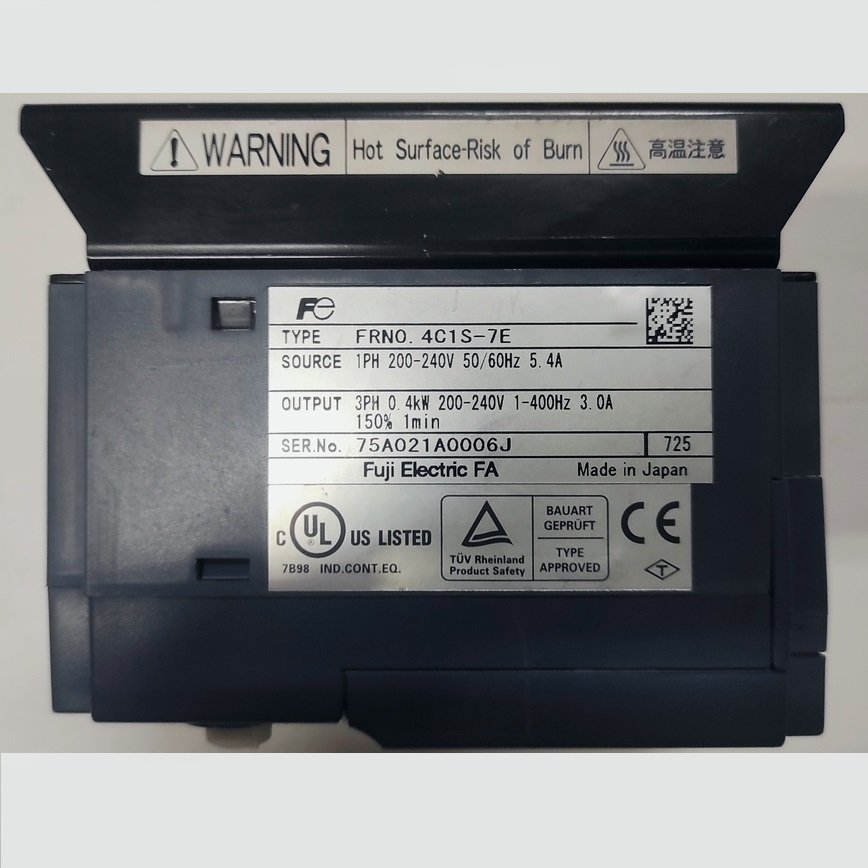 WARNING Hot Surface-Risk of Burn 高温注意
Fe
TYPE FRN0.4C1S-7E
SOURCE 1PH 200-240V 50/60Hz 5.4A
OUTPUT 3PH 0.4kW 200-240V 1-400Hz 3.0A
150% 1min
SER.No. 75A021A0006J 725
Fuji Electric FA Made in Japan
C UL® US LISTED
7B98 IND.CONT.EQ.
TÜV Rheinland
Product Safety
BAUART
GEPRÜFT
TYPE
APPROVED
CE
T